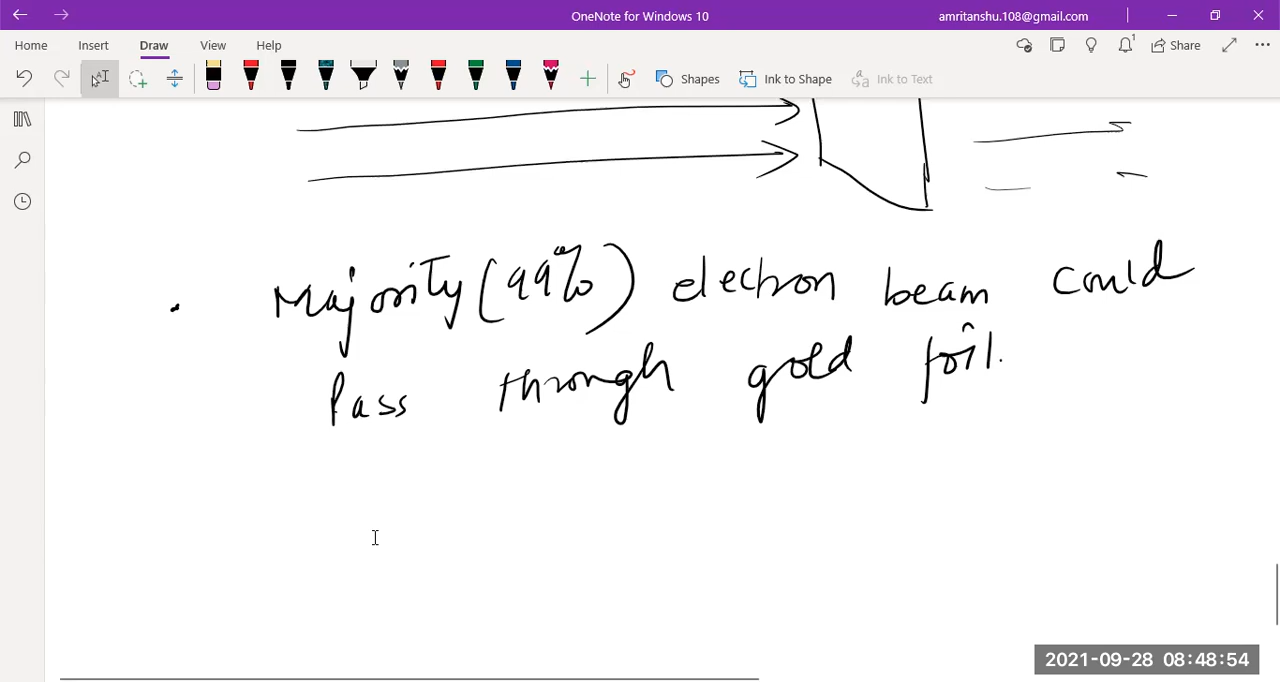 OneNote for Windows 10
amritanshu.108@gmail.com
Home Insert Draw View Help
1 Share
Shapes Ink to Shape Ink to Text
Majority (99%) electron beam could
Pass through gold foil.
2021-09-28 08:48:54